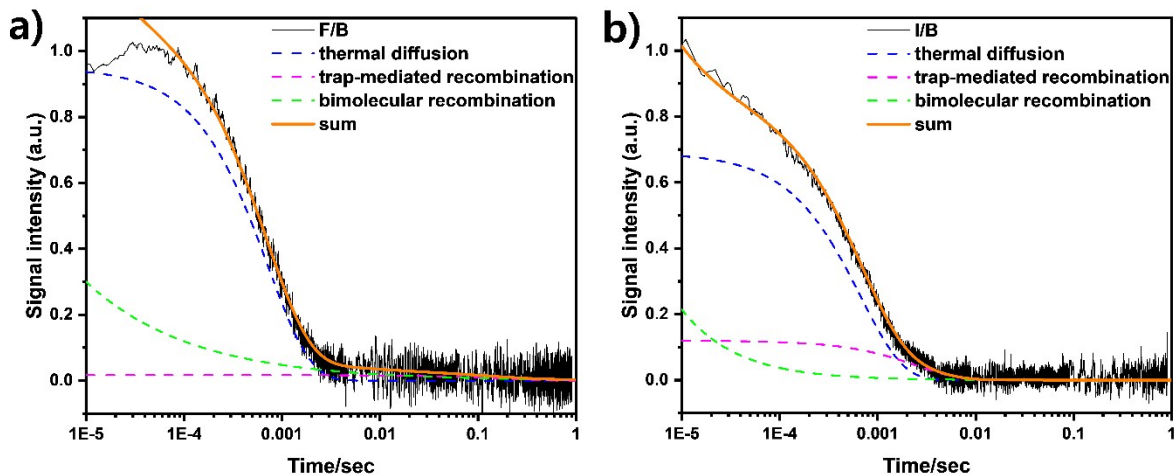 a)
F/B
thermal diffusion
trap-mediated recombination
bimolecular recombination
sum
Signal intensity (a.u.)
1.0
0.8
0.6
0.4
0.2
0.0
1E-5 1E-4 0.001 0.01 0.1 1
Time/sec
b)
I/B
thermal diffusion
trap-mediated recombination
bimolecular recombination
sum
Signal intensity (a.u.)
1.0
0.8
0.6
0.4
0.2
0.0
1E-5 1E-4 0.001 0.01 0.1 1
Time/sec